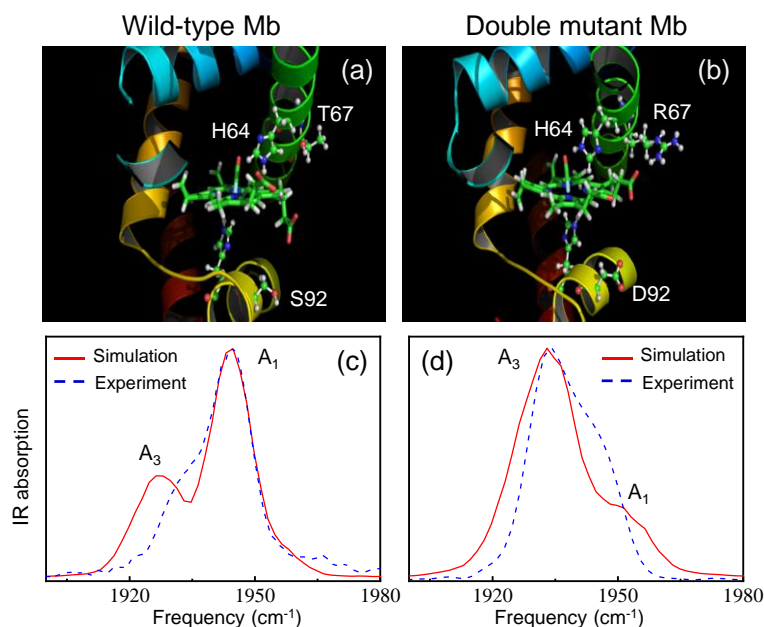 Wild-type Mb
Double mutant Mb
(a)
H64
T67
S92
(b)
H64
R67
D92
Simulation
Experiment
(c)
A₁
A₃
IR absorption
1920
1950
1980
Frequency (cm⁻¹)
(d)
A₃
Simulation
Experiment
A₁
1920
1950
1980
Frequency (cm⁻¹)